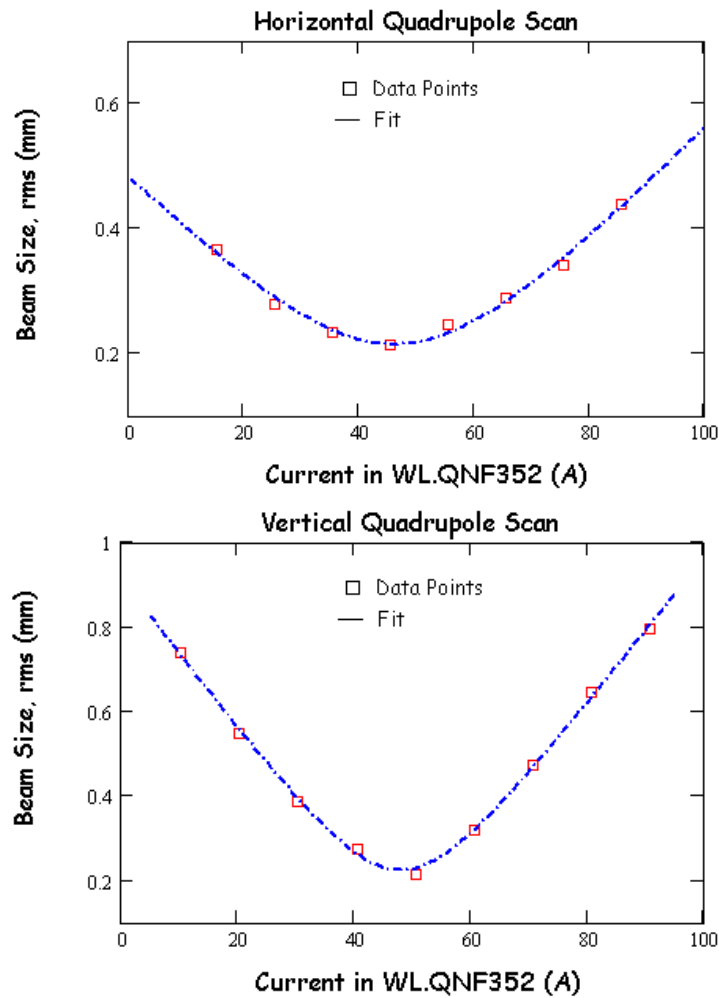 Horizontal Quadrupole Scan
Beam Size, rms (mm)
0.6
0.4
0.2
Data Points
Fit
0 20 40 60 80 100
Current in WL.QNF352 (A)
Vertical Quadrupole Scan
Beam Size, rms (mm)
1
0.8
0.6
0.4
0.2
Data Points
Fit
0 20 40 60 80 100
Current in WL.QNF352 (A)